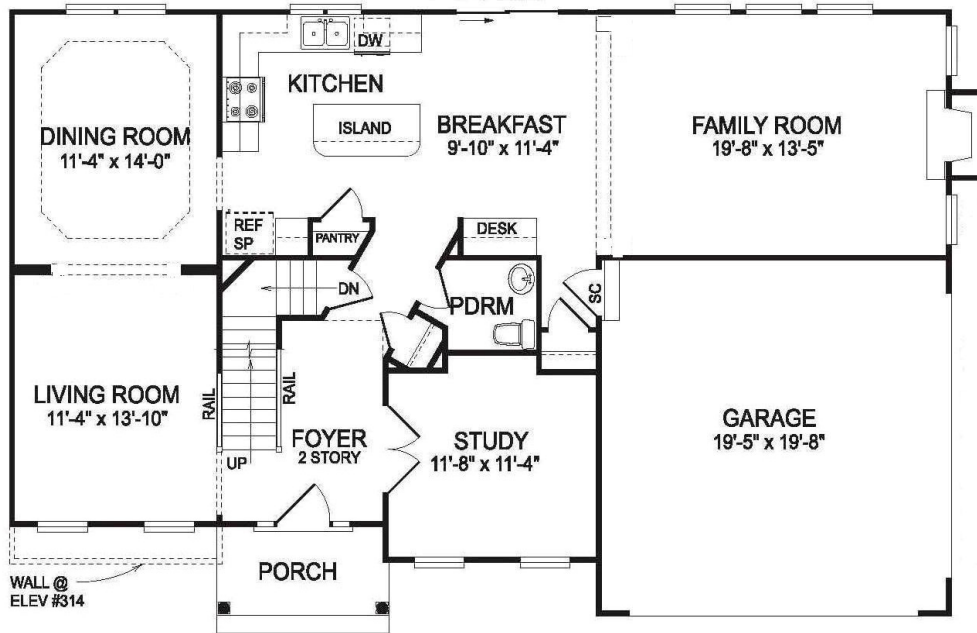 DW
KITCHEN
DINING ROOM
11'-4" x 14'-0"
ISLAND
BREAKFAST
9'-10" x 11'-4"
FAMILY ROOM
19'-8" x 13'-5"
REF
SP
PANTRY
DESK
DN
PDRM
SC
LIVING ROOM
11'-4" x 13'-10"
RAIL
RAIL
UP
FOYER
2 STORY
STUDY
11'-8" x 11'-4"
GARAGE
19'-5" x 19'-8"
PORCH
WALL @
ELEV #314